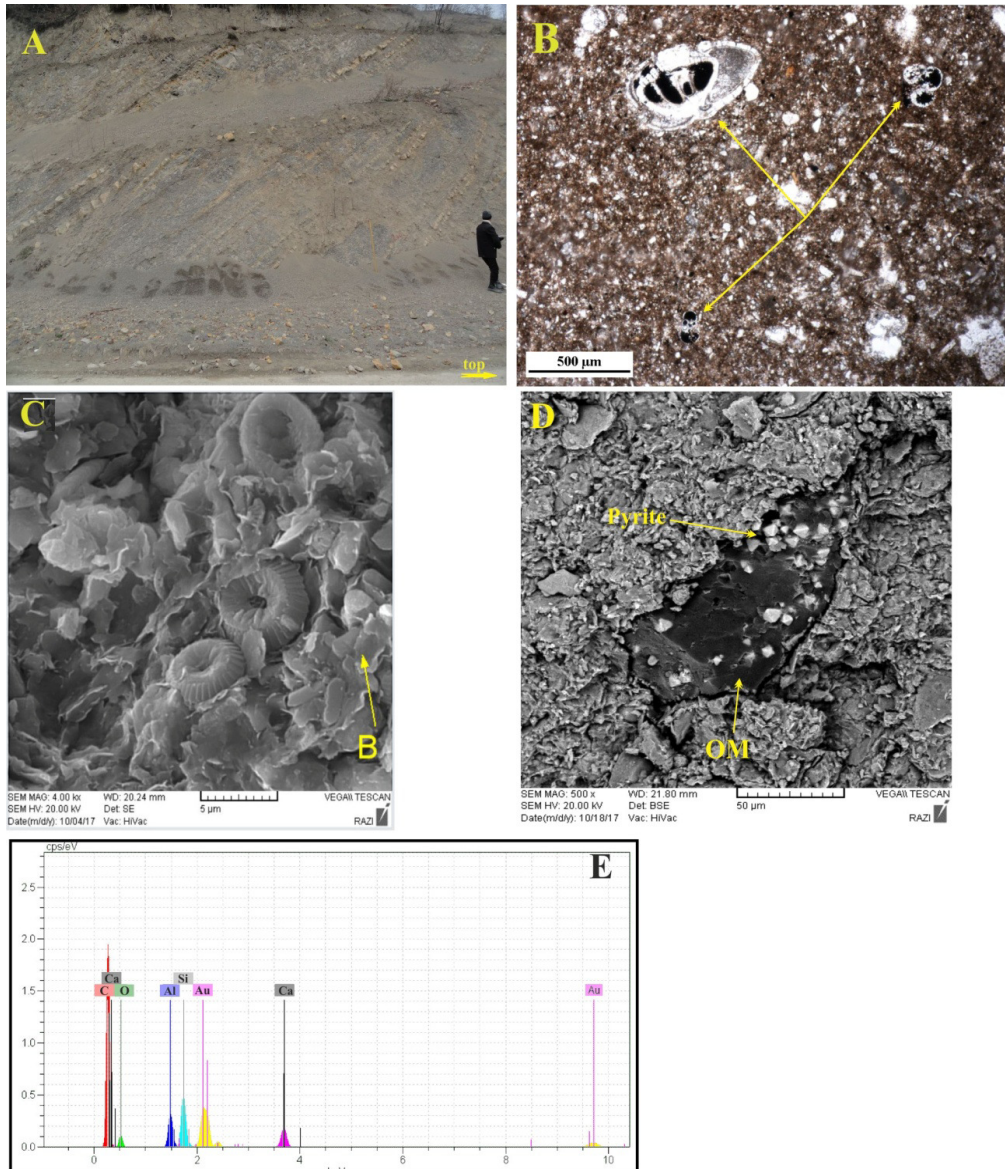 A
top
B
500 µm
C
B
SEM MAG: 4.00 kx WD: 20.24 mm
SEM HV: 20.00 kV Det: SE 5 µm VEGA\\ TESCAN
Date(m/d/y): 10/04/17 Vac: HiVac RAZI
D
Pyrite
OM
SEM MAG: 500 x WD: 21.80 mm
SEM HV: 20.00 kV Det: BSE 50 µm VEGA\\ TESCAN
Date(m/d/y): 10/18/17 Vac: HiVac RAZI
cps/eV
E
2.5
2.0
1.5
1.0
0.5
0.0
Ca Si
C O Al Au Ca Au
0 2 4 6 8 10